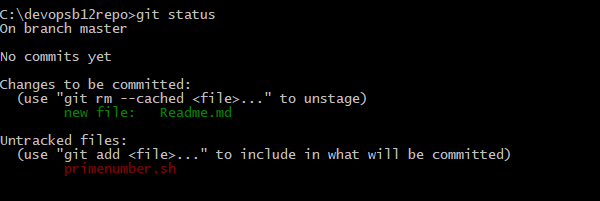 C:\devopsb12repo>git status
On branch master
No commits yet
Changes to be committed:
(use "git rm --cached <file>..." to unstage)
new file:   Readme.md
Untracked files:
(use "git add <file>..." to include in what will be committed)
primenumber.sh